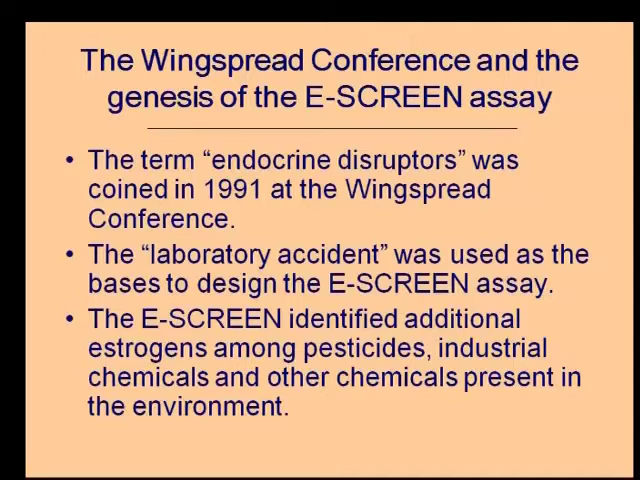 The Wingspread Conference and the
genesis of the E-SCREEN assay
• The term “endocrine disruptors” was
coined in 1991 at the Wingspread
Conference.
• The “laboratory accident” was used as the
bases to design the E-SCREEN assay.
• The E-SCREEN identified additional
estrogens among pesticides, industrial
chemicals and other chemicals present in
the environment.